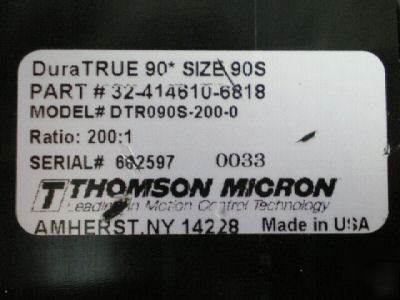 DuraTRUE 90* SIZE 90S
PART # 32-414610-6818
MODEL# DTR090S-200-0
Ratio: 200:1
SERIAL# 662597 0033
T THOMSON MICRON
Leading in Motion Control Technology
AMHERST, NY 14228 Made in USA